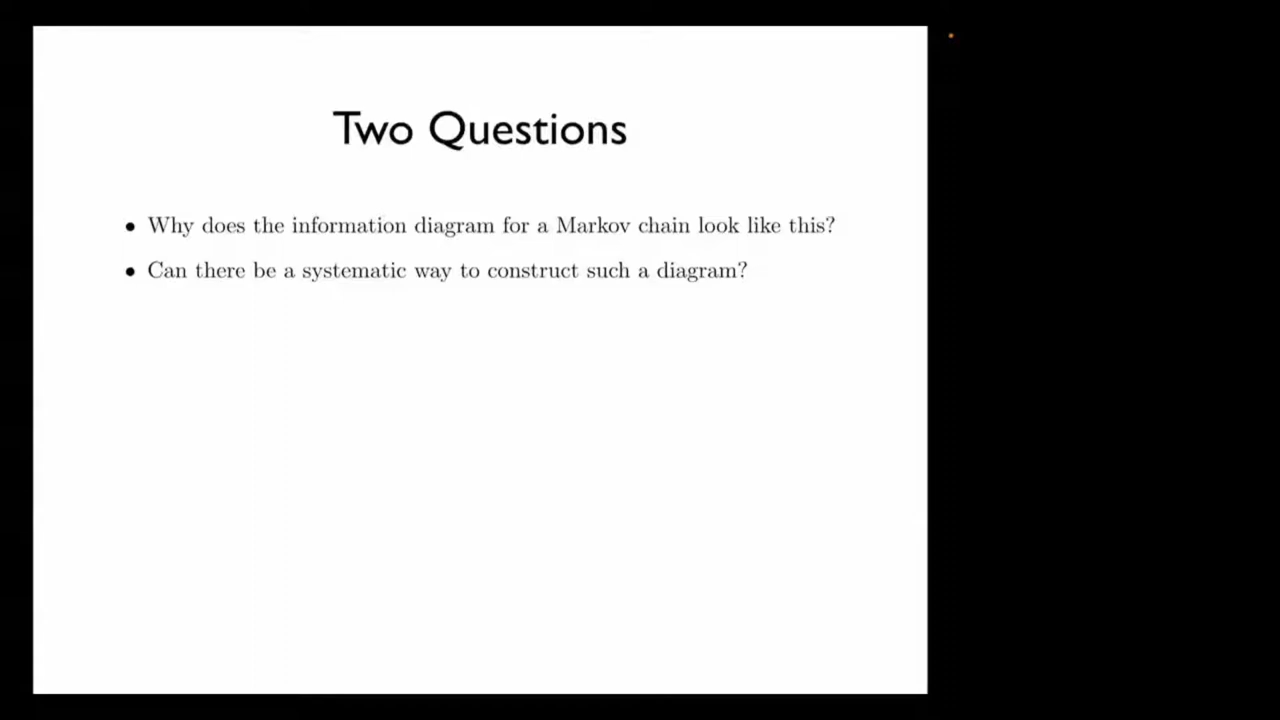 Two Questions
• Why does the information diagram for a Markov chain look like this?
• Can there be a systematic way to construct such a diagram?